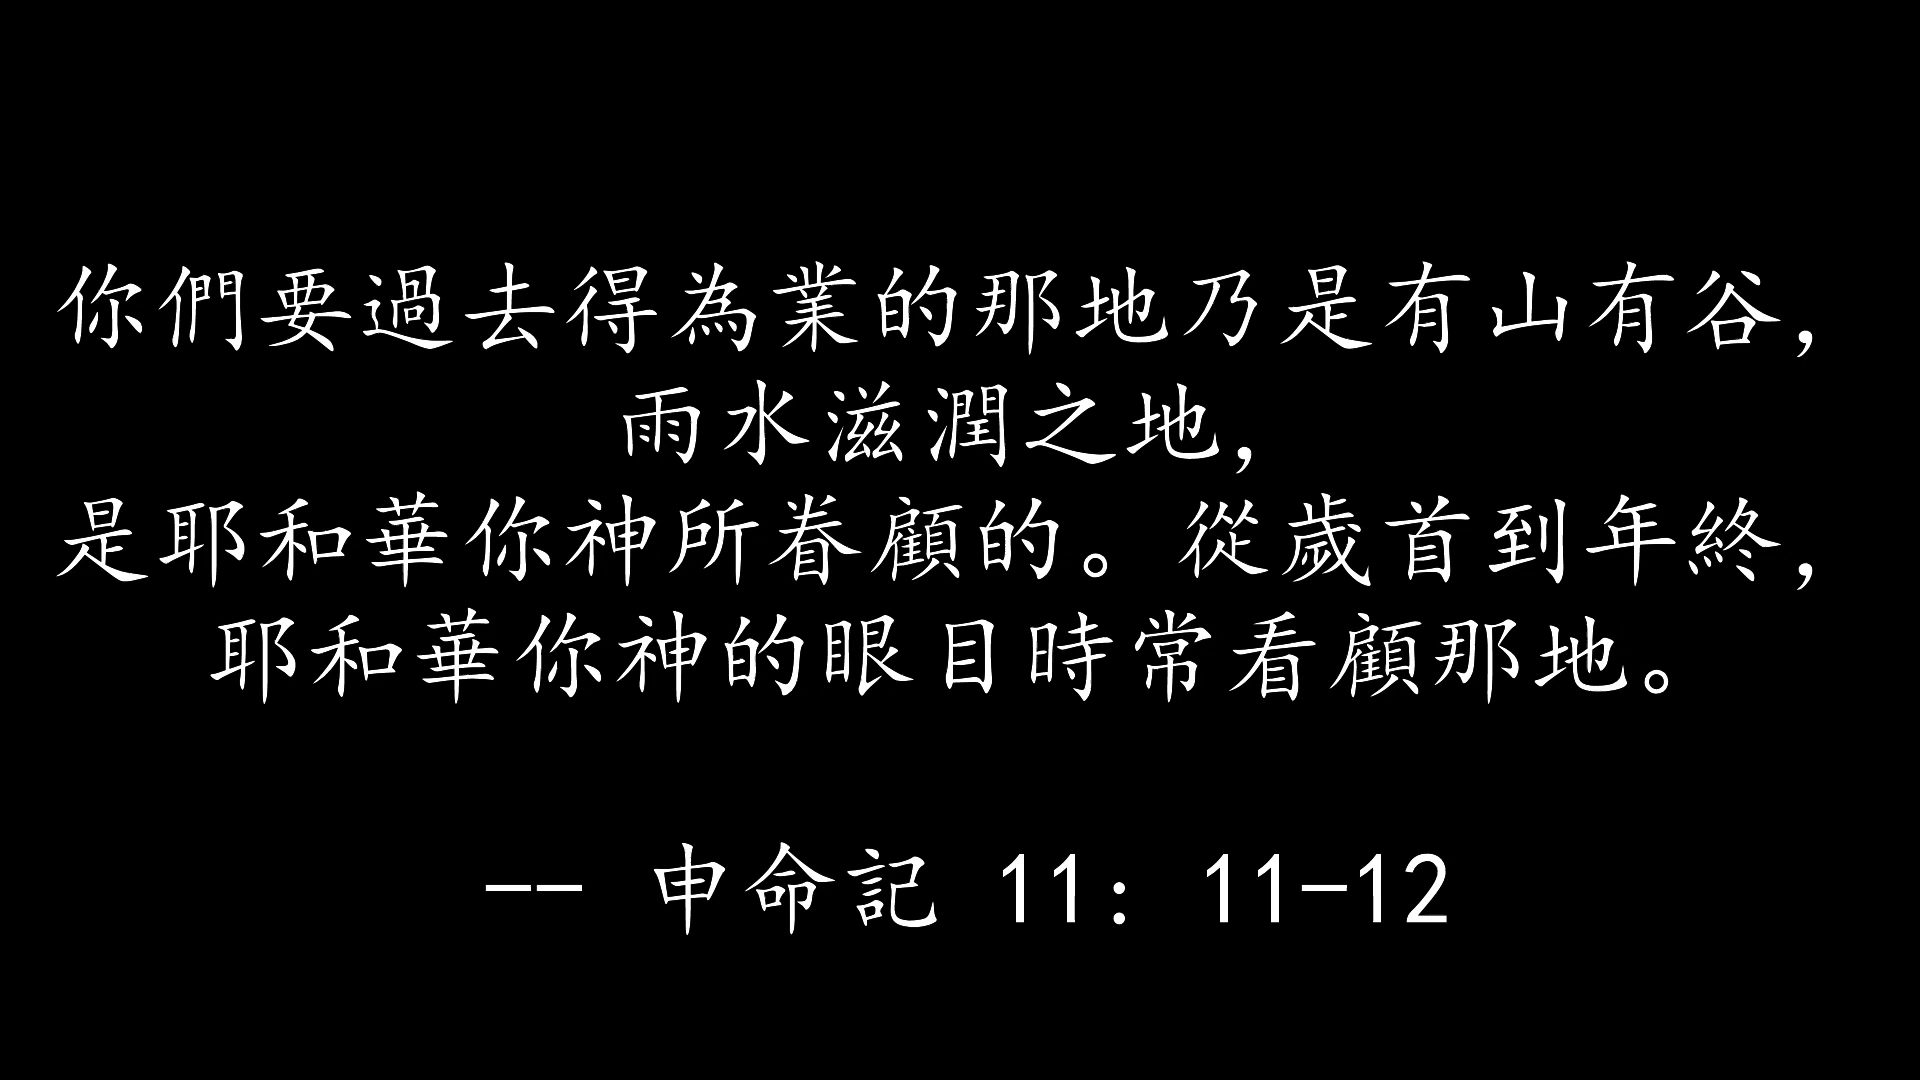 你們要過去得為業的那地乃是有山有谷,
雨水滋潤之地,
是耶和華你神所眷顧的。從歲首到年終,
耶和華你神的眼目時常看顧那地。
-- 申命記 11: 11-12